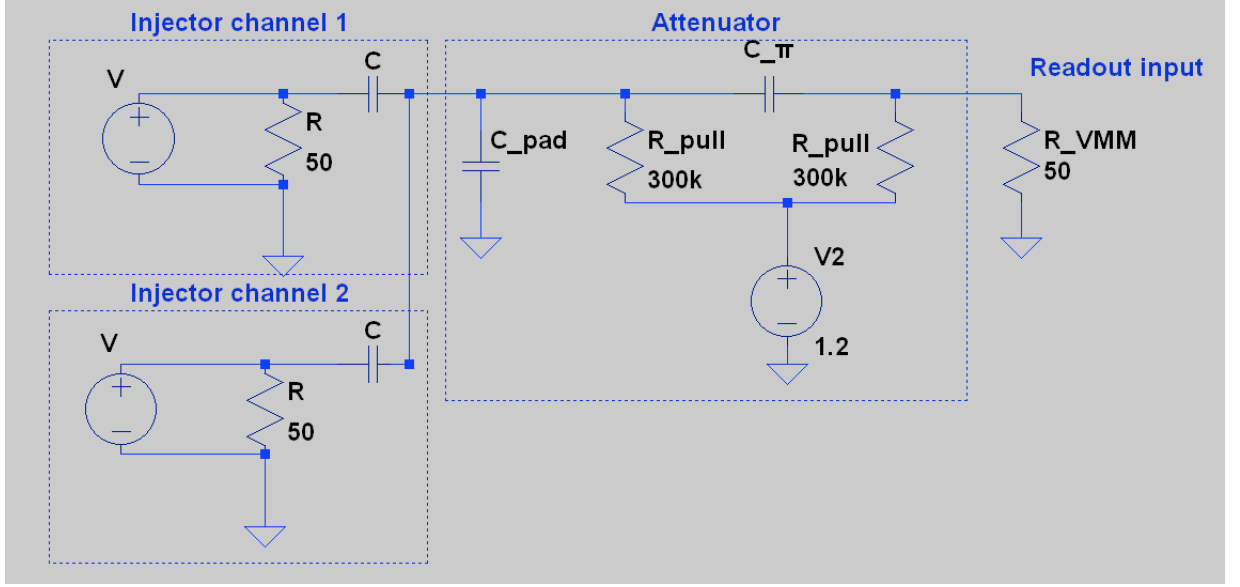 Injector channel 1
Attenuator
Readout input
V
C
R
50
C_pad
R_pull
300k
C_π
R_pull
300k
R_VMM
50
V2
1.2
Injector channel 2
V
C
R
50